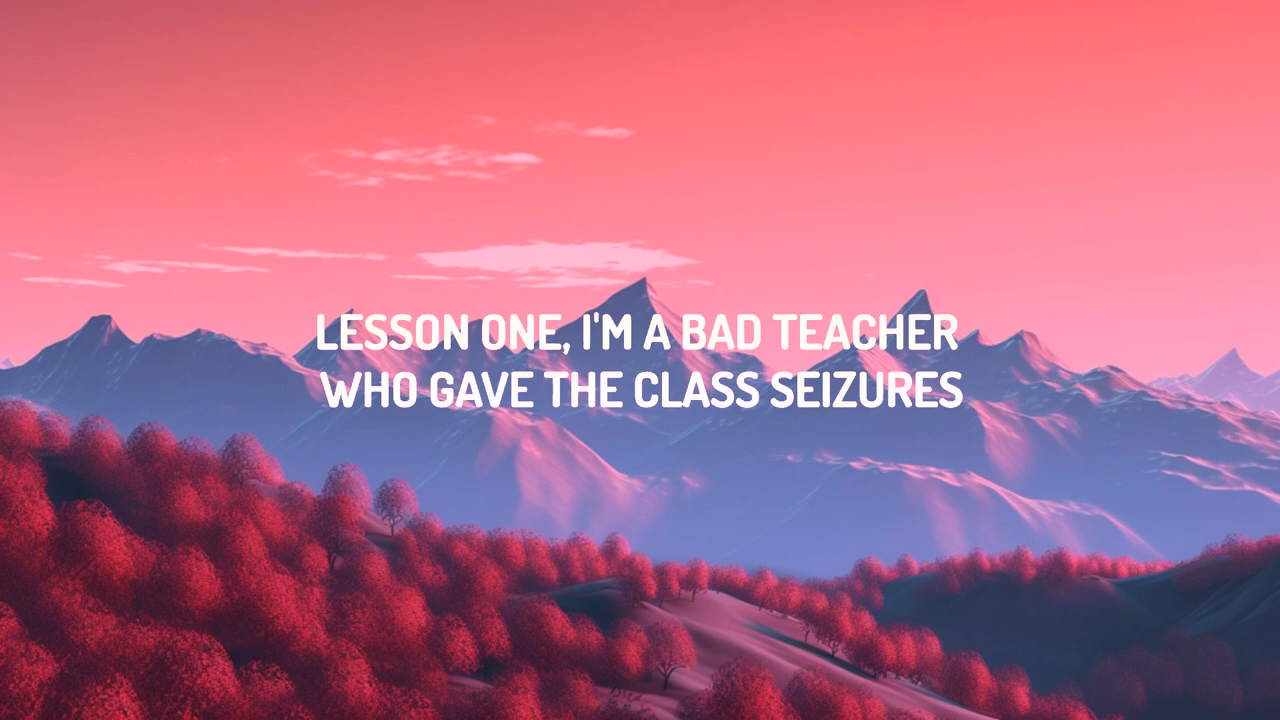 LESSON ONE, I'M A BAD TEACHER
WHO GAVE THE CLASS SEIZURES